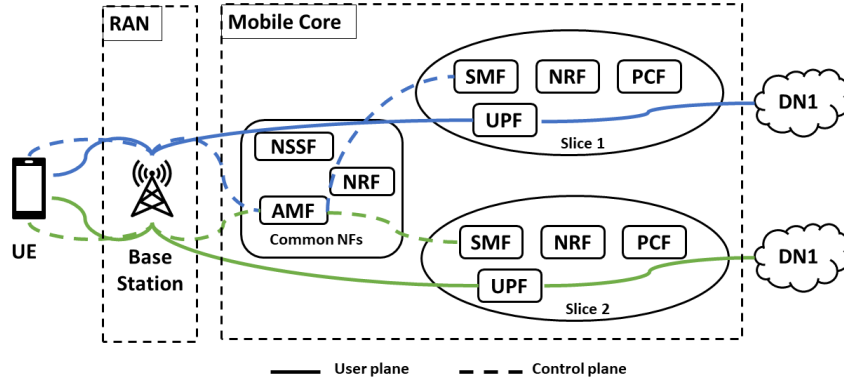 RAN
Mobile Core
SMF
NRF
PCF
UPF
Slice 1
DN1
NSSF
NRF
AMF
Common NFs
UE
Base
Station
SMF
NRF
PCF
UPF
Slice 2
DN1
User plane
Control plane